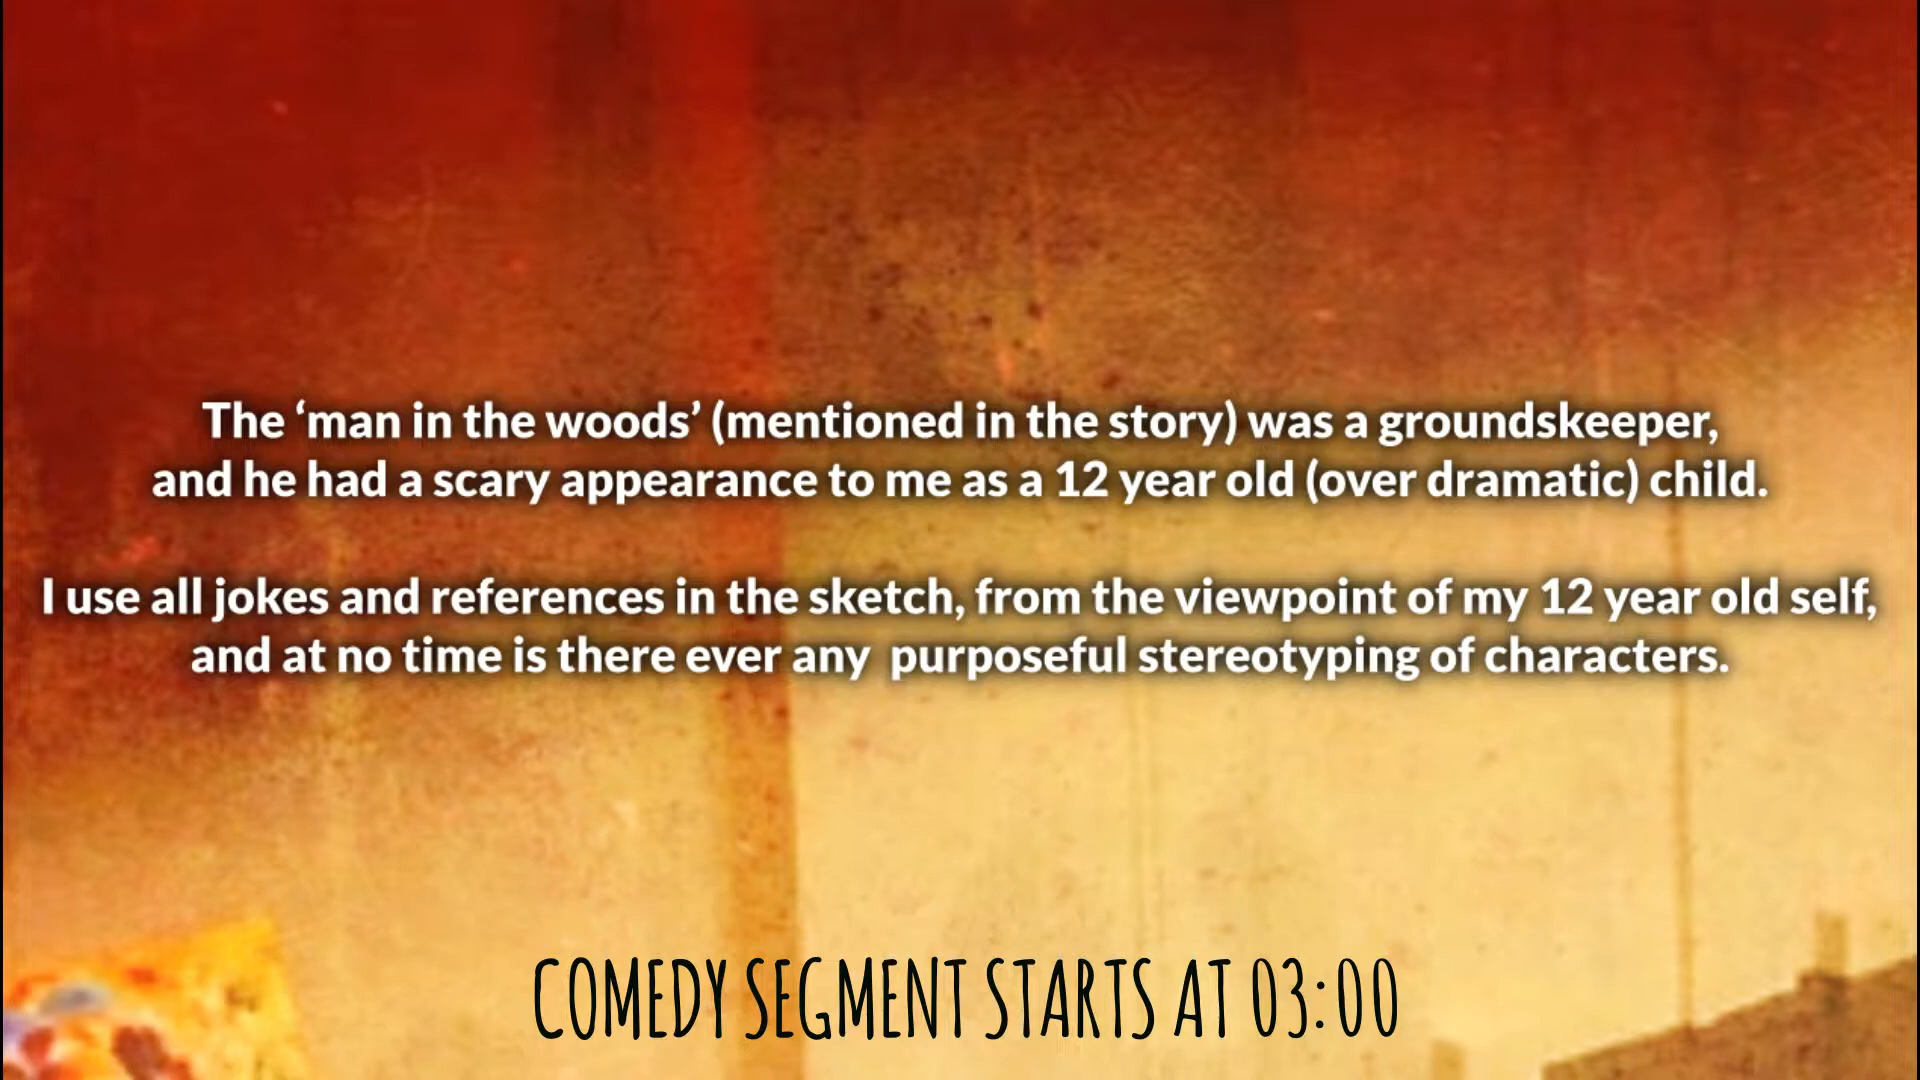 The ‘man in the woods’ (mentioned in the story) was a groundskeeper,
and he had a scary appearance to me as a 12 year old (over dramatic) child.
I use all jokes and references in the sketch, from the viewpoint of my 12 year old self,
and at no time is there ever any  purposeful stereotyping of characters.
COMEDY SEGMENT STARTS AT 03:00